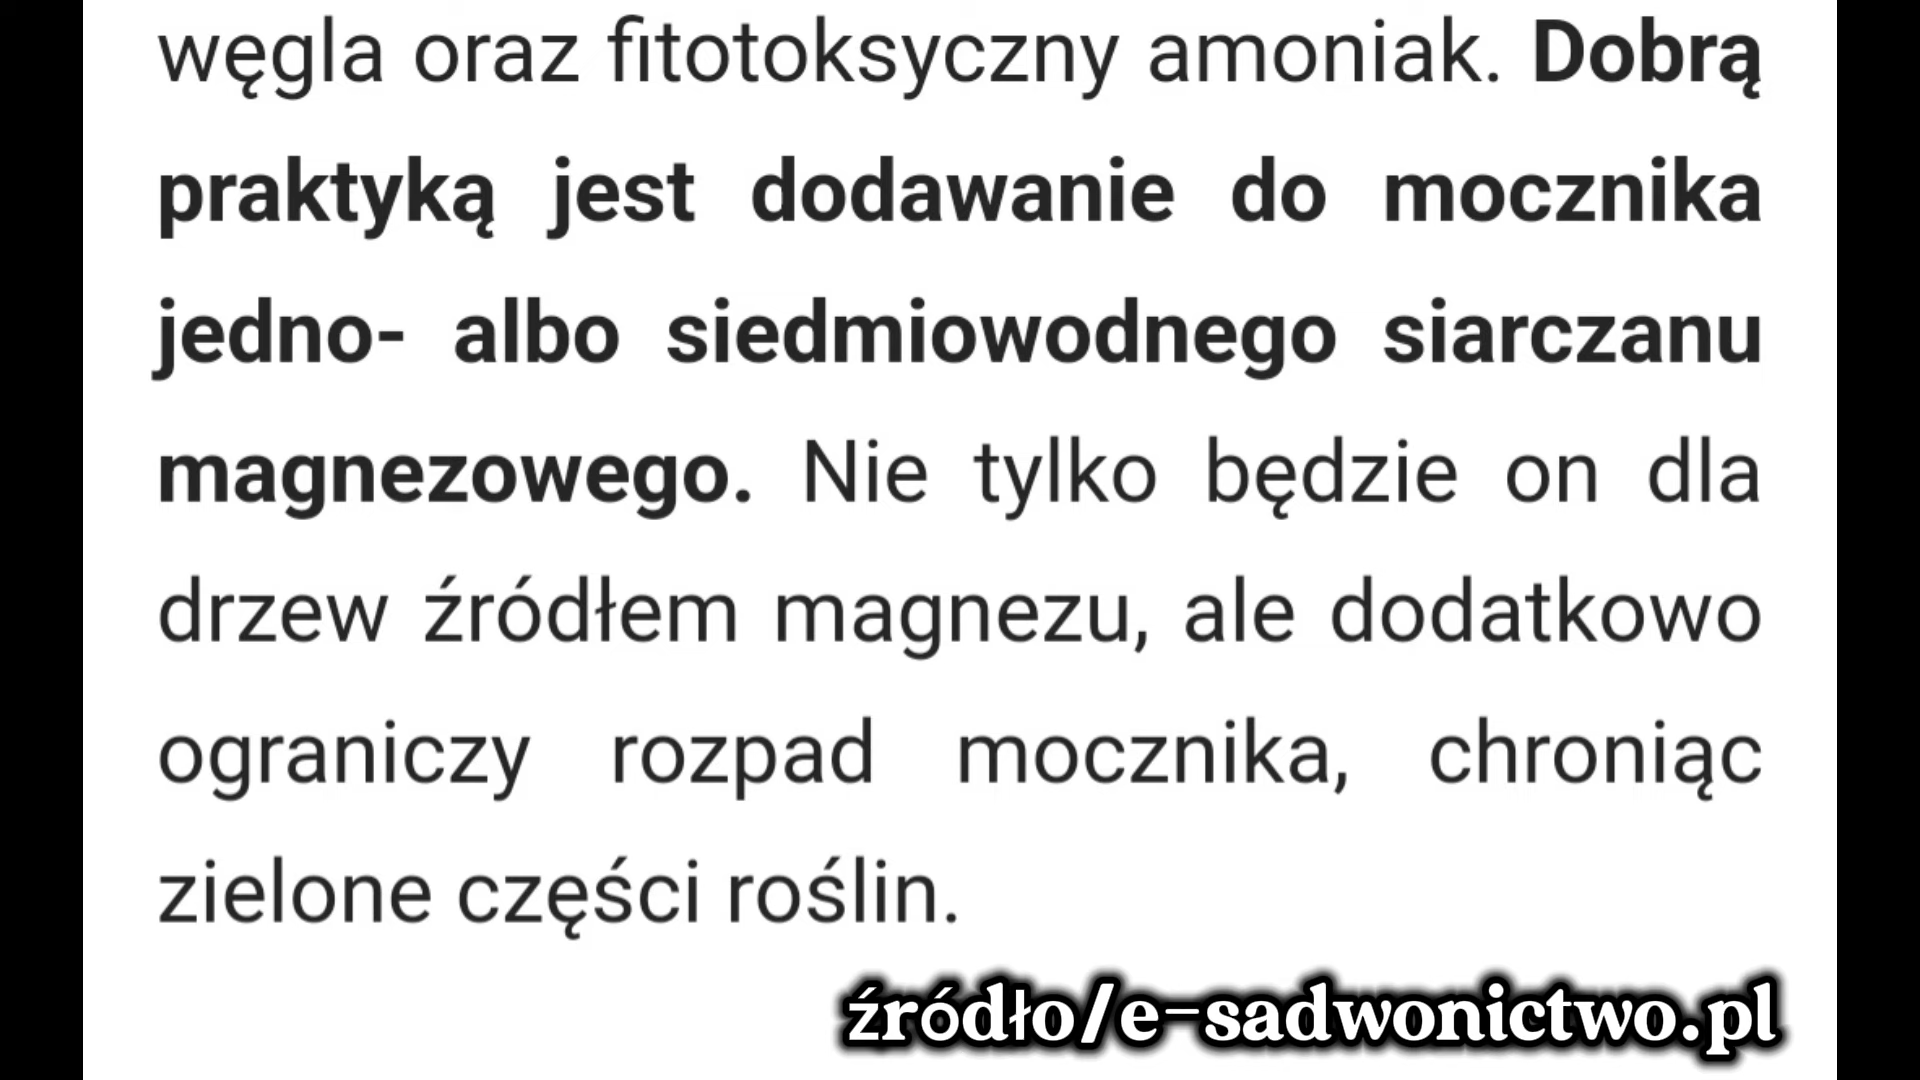 węgla oraz fitotoksyczny amoniak. Dobrą
praktyką jest dodawanie do mocznika
jedno- albo siedmiowodnego siarczanu
magnezowego. Nie tylko będzie on dla
drzew źródłem magnezu, ale dodatkowo
ograniczy rozpad mocznika, chroniąc
zielone części roślin.
źródło/e-sadwonictwo.pl